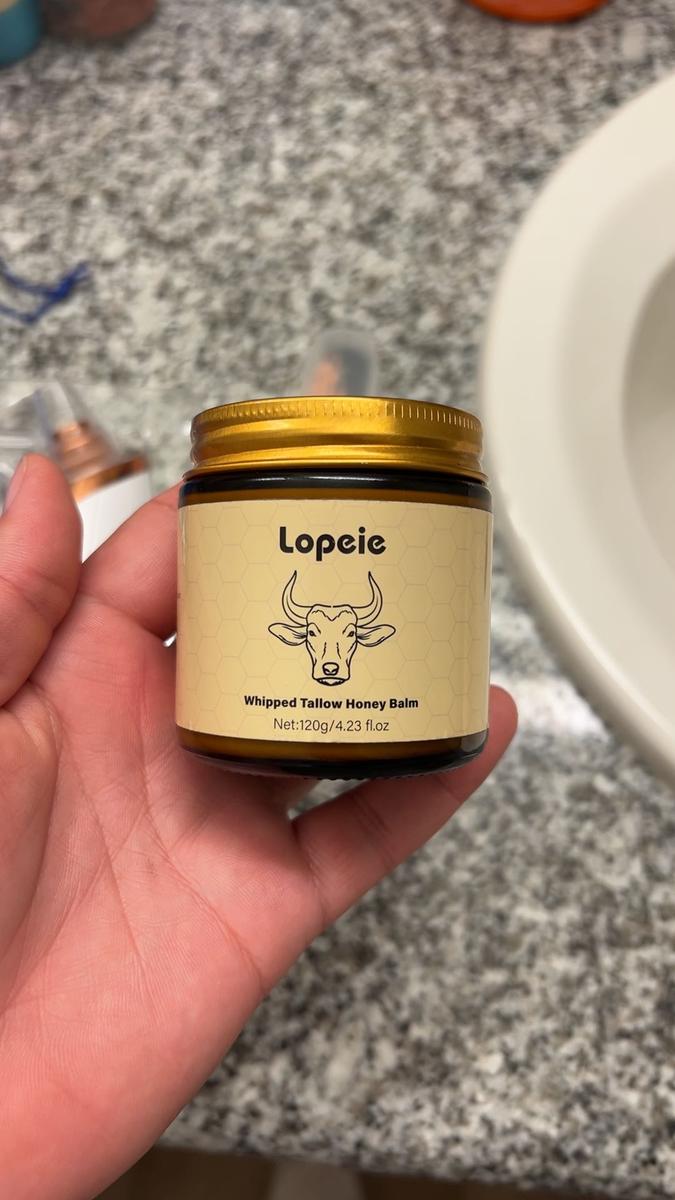 Lopeie
Whipped Tallow Honey Balm
Net:120g/4.23 fl.oz